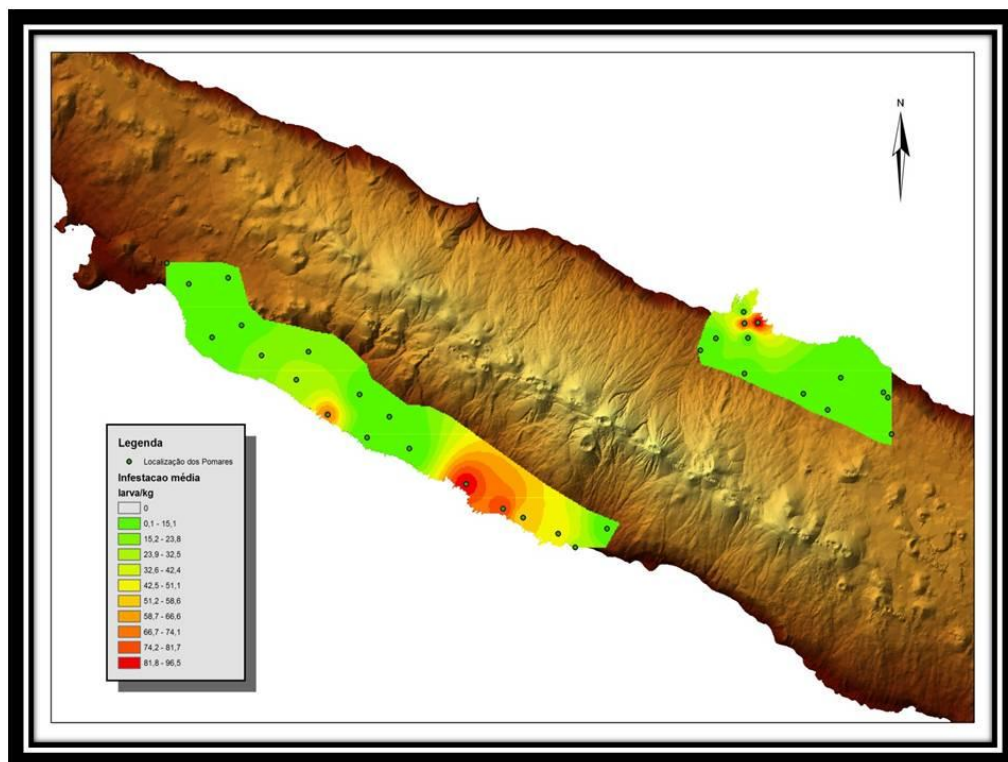 N
Legenda
Localização dos Pomares
Infestacao média
larva/kg
0
0,1 - 15,1
15,2 - 23,8
23,9 - 32,5
32,6 - 42,4
42,5 - 51,1
51,2 - 58,6
58,7 - 66,6
66,7 - 74,1
74,2 - 81,7
81,8 - 96,5